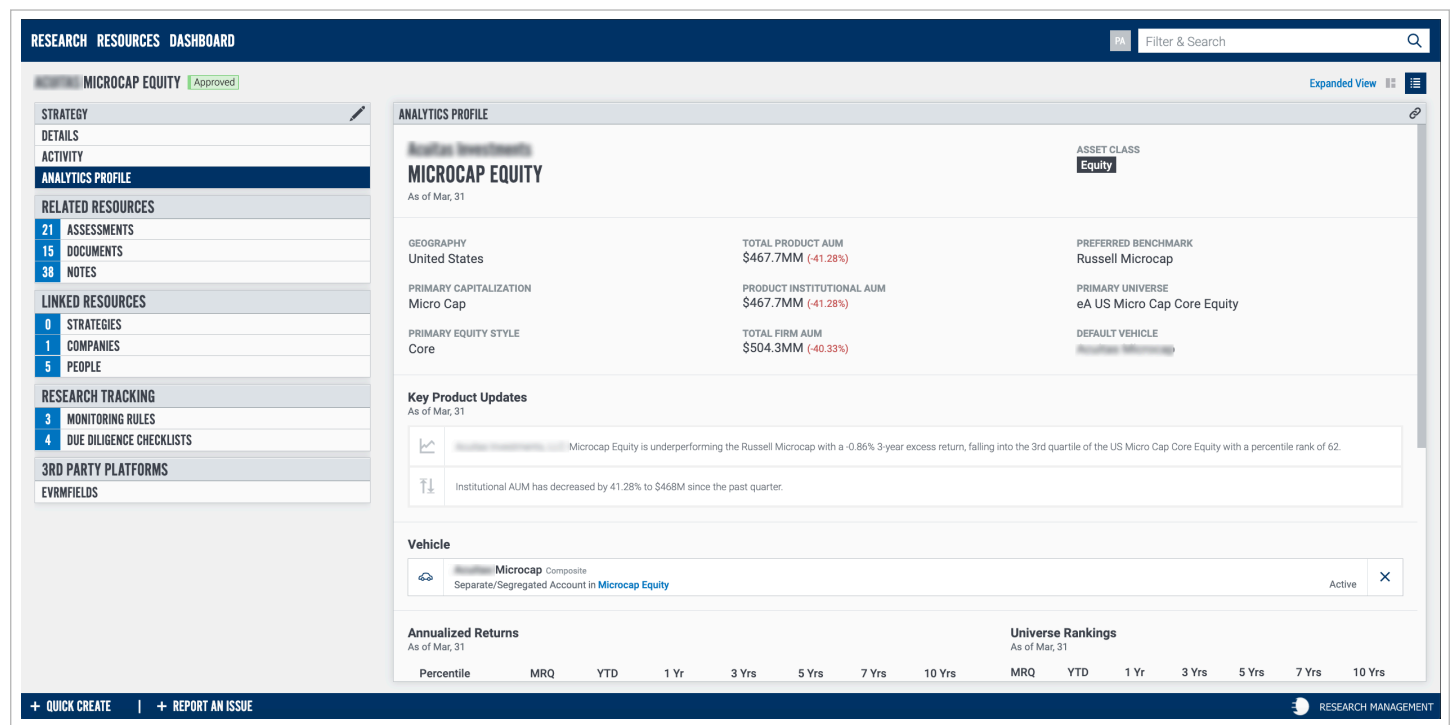 RESEARCH RESOURCES DASHBOARD
PA Filter & Search
MICROCAP EQUITY Approved
Expanded View
STRATEGY
DETAILS
ACTIVITY
ANALYTICS PROFILE
RELATED RESOURCES
21 ASSESSMENTS
15 DOCUMENTS
38 NOTES
LINKED RESOURCES
0 STRATEGIES
1 COMPANIES
5 PEOPLE
RESEARCH TRACKING
3 MONITORING RULES
4 DUE DILIGENCE CHECKLISTS
3RD PARTY PLATFORMS
EVRMFIELDS
ANALYTICS PROFILE
MICROCAP EQUITY
As of Mar, 31
ASSET CLASS
Equity
GEOGRAPHY
United States
TOTAL PRODUCT AUM
$467.7MM (-41.28%)
PREFERRED BENCHMARK
Russell Microcap
PRIMARY CAPITALIZATION
Micro Cap
PRODUCT INSTITUTIONAL AUM
$467.7MM (-41.28%)
PRIMARY UNIVERSE
eA US Micro Cap Core Equity
PRIMARY EQUITY STYLE
Core
TOTAL FIRM AUM
$504.3MM (-40.33%)
DEFAULT VEHICLE
Key Product Updates
As of Mar, 31
Microcap Equity is underperforming the Russell Microcap with a -0.86% 3-year excess return, falling into the 3rd quartile of the US Micro Cap Core Equity with a percentile rank of 62.
Institutional AUM has decreased by 41.28% to $468M since the past quarter.
Vehicle
Microcap Composite
Separate/Segregated Account in Microcap Equity
Active
Annualized Returns
As of Mar, 31
Percentile MRQ YTD 1 Yr 3 Yrs 5 Yrs 7 Yrs 10 Yrs
Universe Rankings
As of Mar, 31
MRQ YTD 1 Yr 3 Yrs 5 Yrs 7 Yrs 10 Yrs
+ QUICK CREATE | + REPORT AN ISSUE
RESEARCH MANAGEMENT